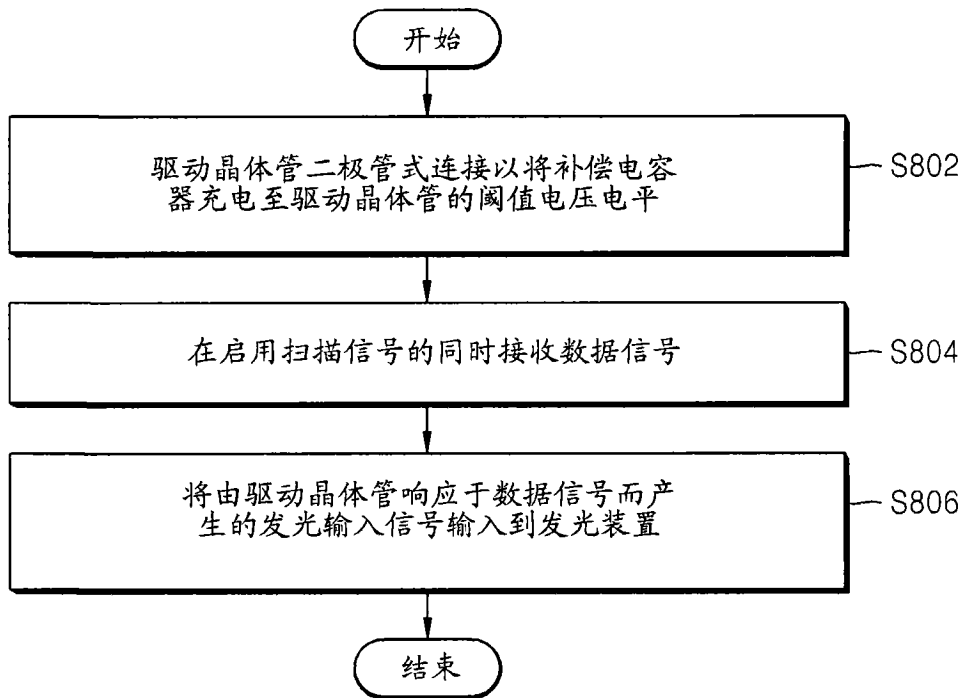 开始
驱动晶体管二极管式连接以将补偿电容
器充电至驱动晶体管的阈值电压电平
S802
在启用扫描信号的同时接收数据信号
S804
将由驱动晶体管响应于数据信号而产
生的发光输入信号输入到发光装置
S806
结束